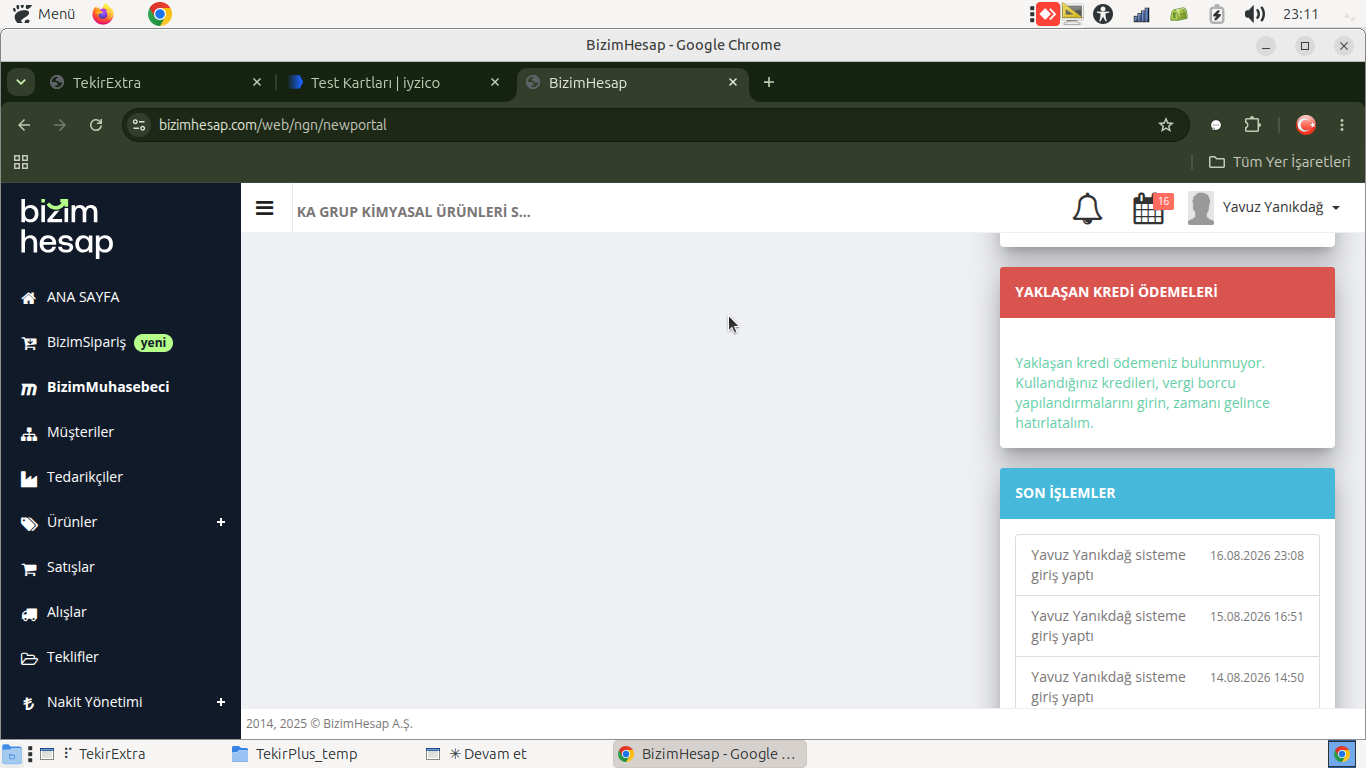 Menü
23:11
BizimHesap - Google Chrome
TekirExtra
Test Kartları | iyzico
BizimHesap
bizimhesap.com/web/ngn/newportal
Tüm Yer İşaretleri
bizim
hesap
KA GRUP KİMYASAL ÜRÜNLERİ S...
16
Yavuz Yanıkdağ
ANA SAYFA
BizimSipariş yeni
BizimMuhasebeci
Müşteriler
Tedarikçiler
Ürünler
Satışlar
Alışlar
Teklifler
Nakit Yönetimi
YAKLAŞAN KREDİ ÖDEMELERİ
Yaklaşan kredi ödemeniz bulunmuyor.
Kullandığınız kredileri, vergi borcu
yapılandırmalarını girin, zamanı gelince
hatırlatalım.
SON İŞLEMLER
Yavuz Yanıkdağ sisteme 16.08.2026 23:08
giriş yaptı
Yavuz Yanıkdağ sisteme 15.08.2026 16:51
giriş yaptı
Yavuz Yanıkdağ sisteme 14.08.2026 14:50
giriş yaptı
2014, 2025 © BizimHesap A.Ş.
TekirExtra
TekirPlus_temp
✳ Devam et
BizimHesap - Google ...